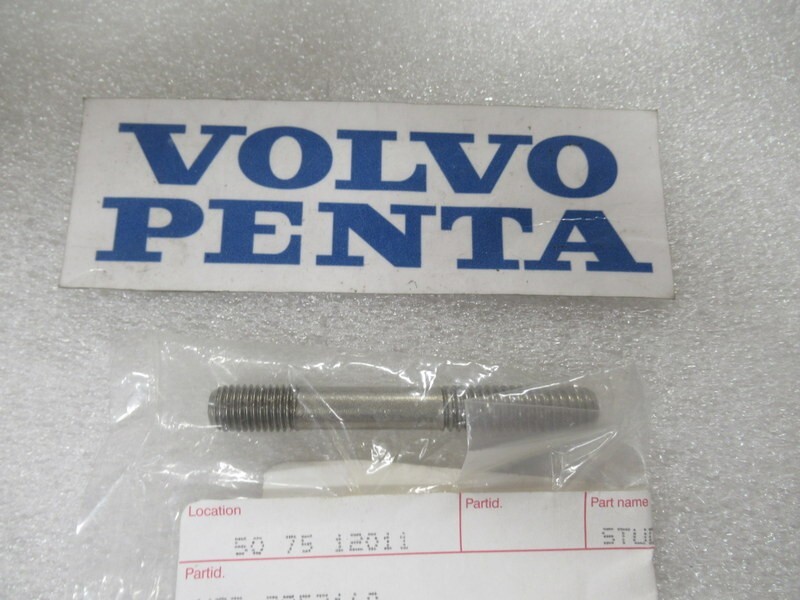 VOLVO
PENTA
Location Partid. Part name
50 75 12011 STUD
Partid.